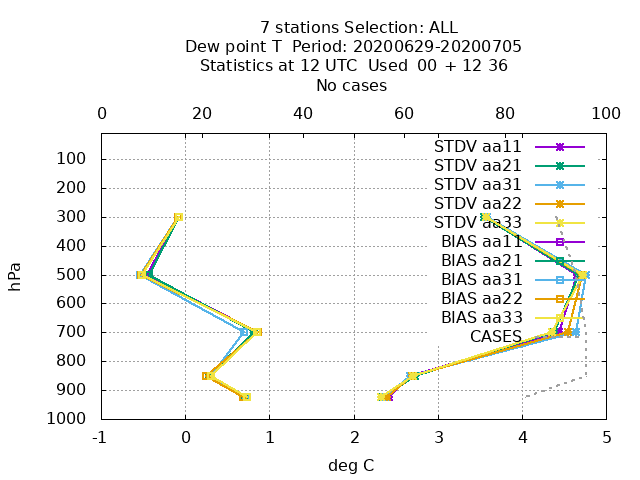 7 stations Selection: ALL
Dew point T  Period: 20200629-20200705
Statistics at 12 UTC  Used  00 + 12 36
No cases
0 20 40 60 80 100
STDV aa11
STDV aa21
STDV aa31
STDV aa22
STDV aa33
BIAS aa11
BIAS aa21
BIAS aa31
BIAS aa22
BIAS aa33
CASES
hPa
100
200
300
400
500
600
700
800
900
1000
-1 0 1 2 3 4 5
deg C